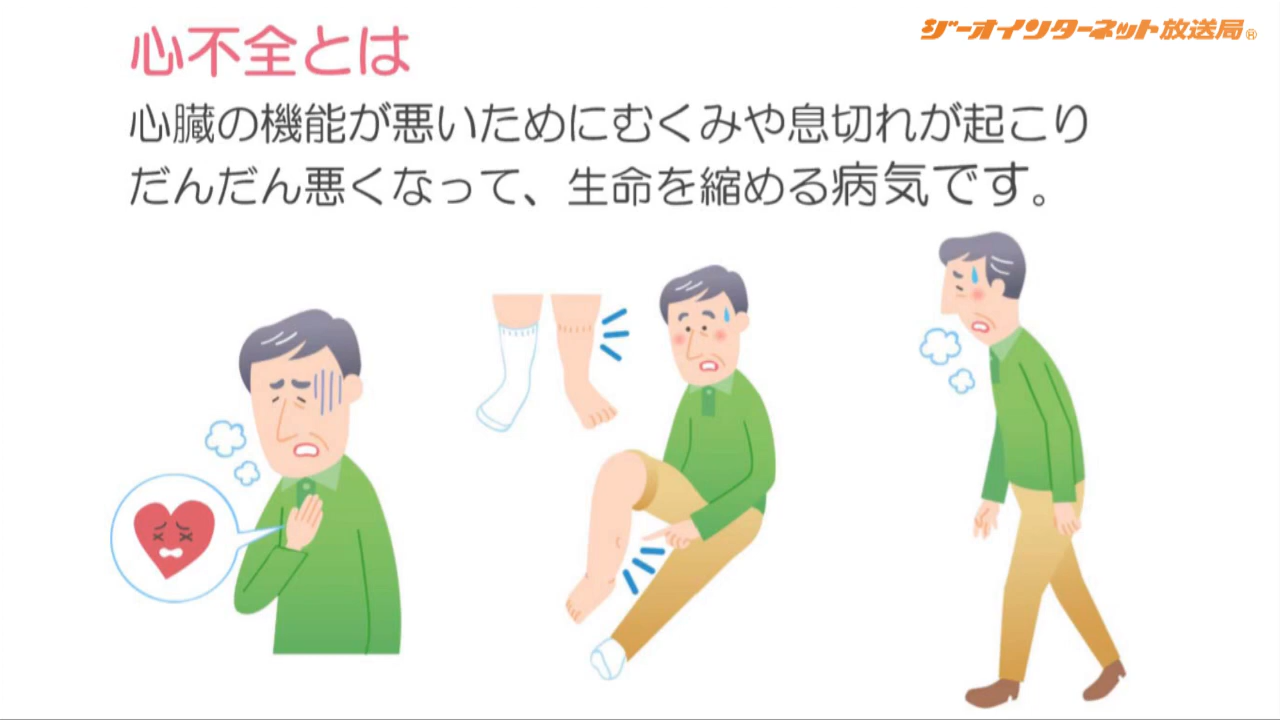 ジーオインターネット放送局
心不全とは
心臓の機能が悪いためにむくみや息切れが起こり
だんだん悪くなって、生命を縮める病気です。